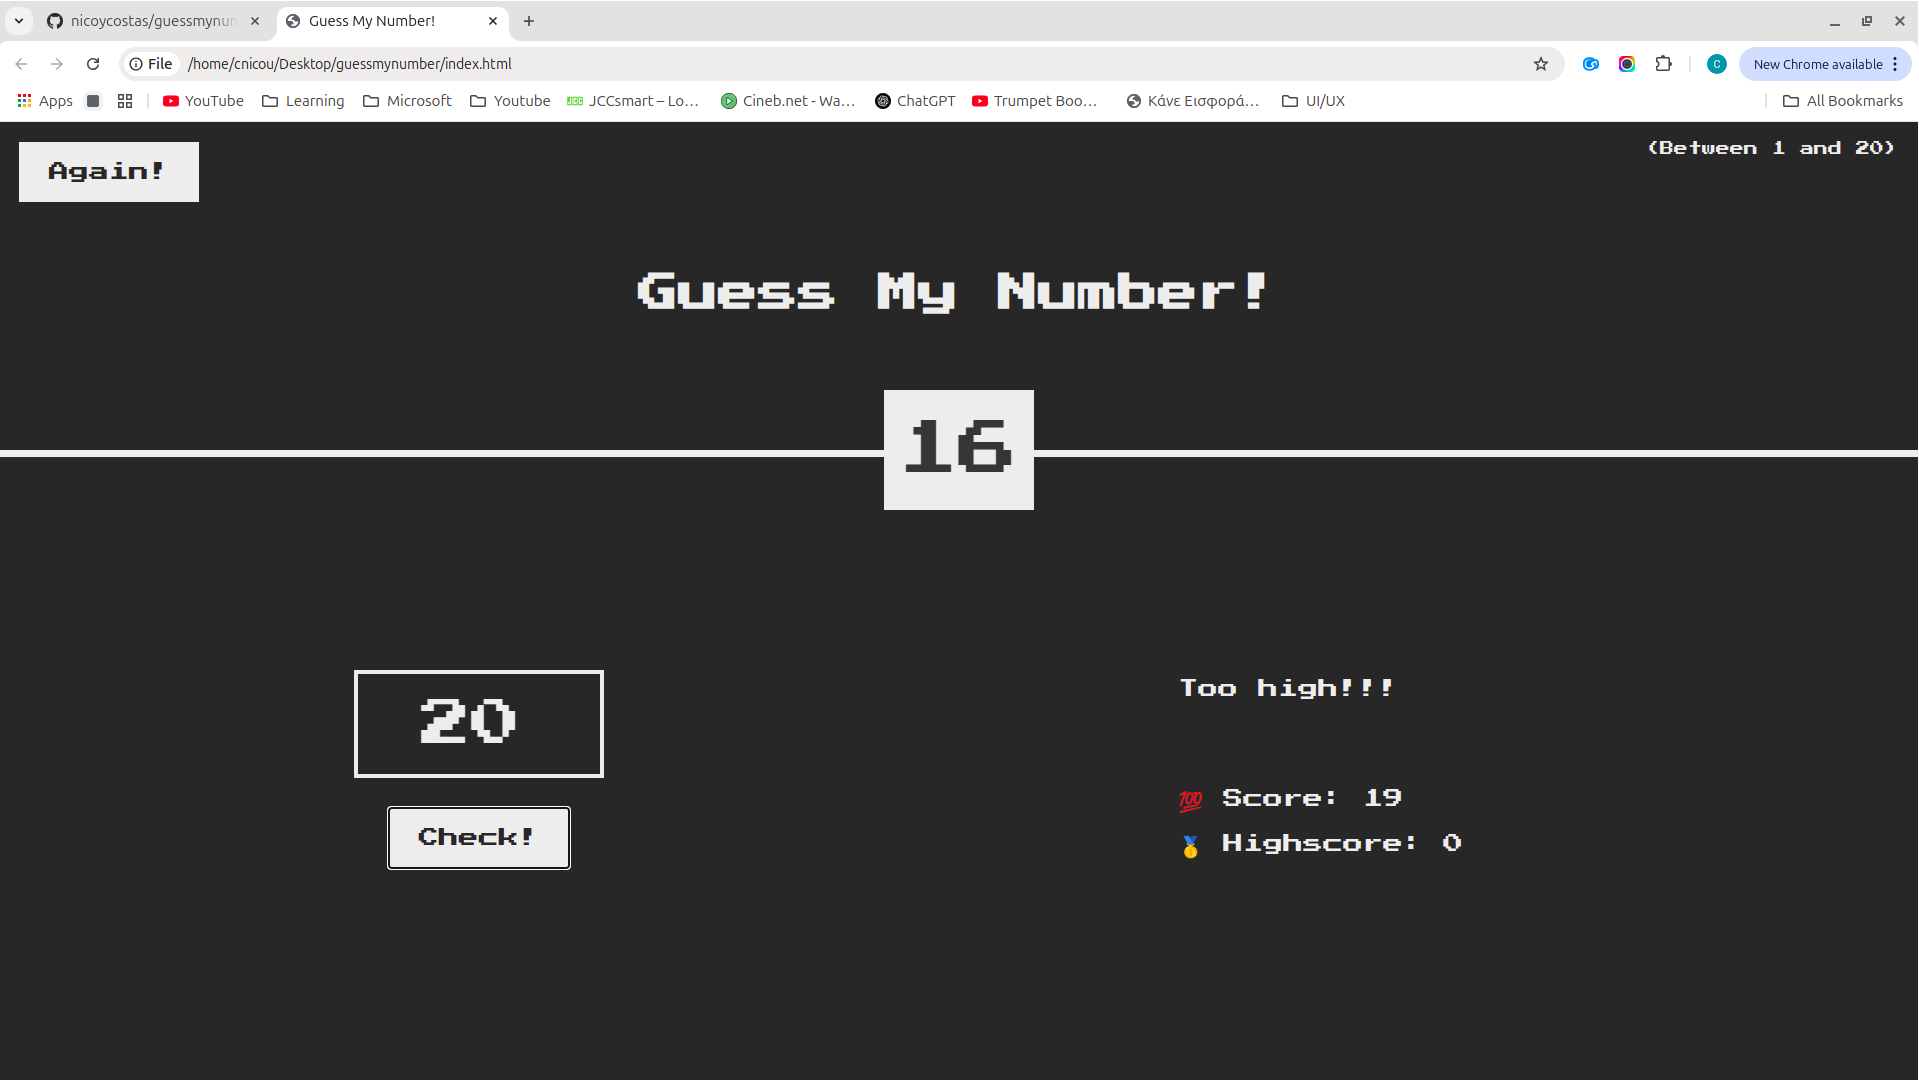 nicoycostas/guessmynum
Guess My Number!
File /home/cnicou/Desktop/guessmynumber/index.html
New Chrome available
Apps
YouTube
Learning
Microsoft
Youtube
JCCsmart – Lo...
Cineb.net - Wa...
ChatGPT
Trumpet Boo...
Κάνε Εισφορά...
UI/UX
All Bookmarks
Again!
(Between 1 and 20)
Guess My Number!
16
20
Check!
Too high!!!
💯 Score: 19
🥇 Highscore: 0